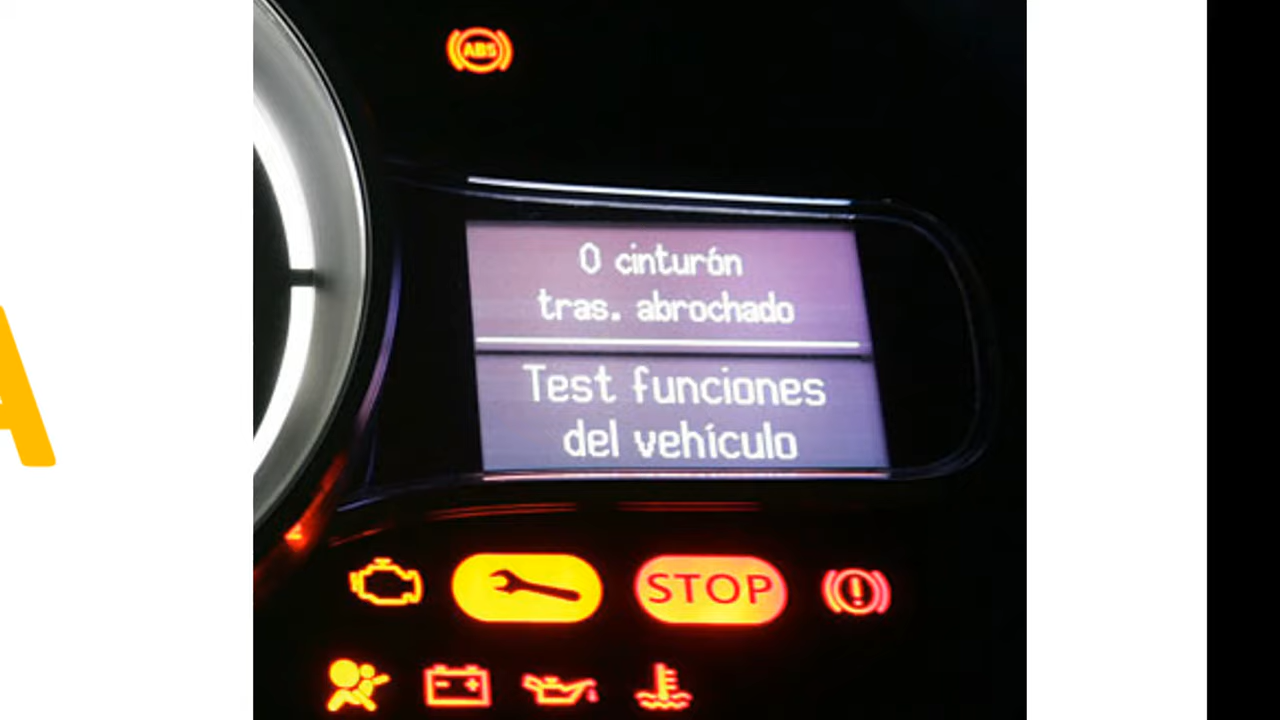 ABS
0 cinturón
tras. abrochado
Test funciones
del vehículo
STOP
A